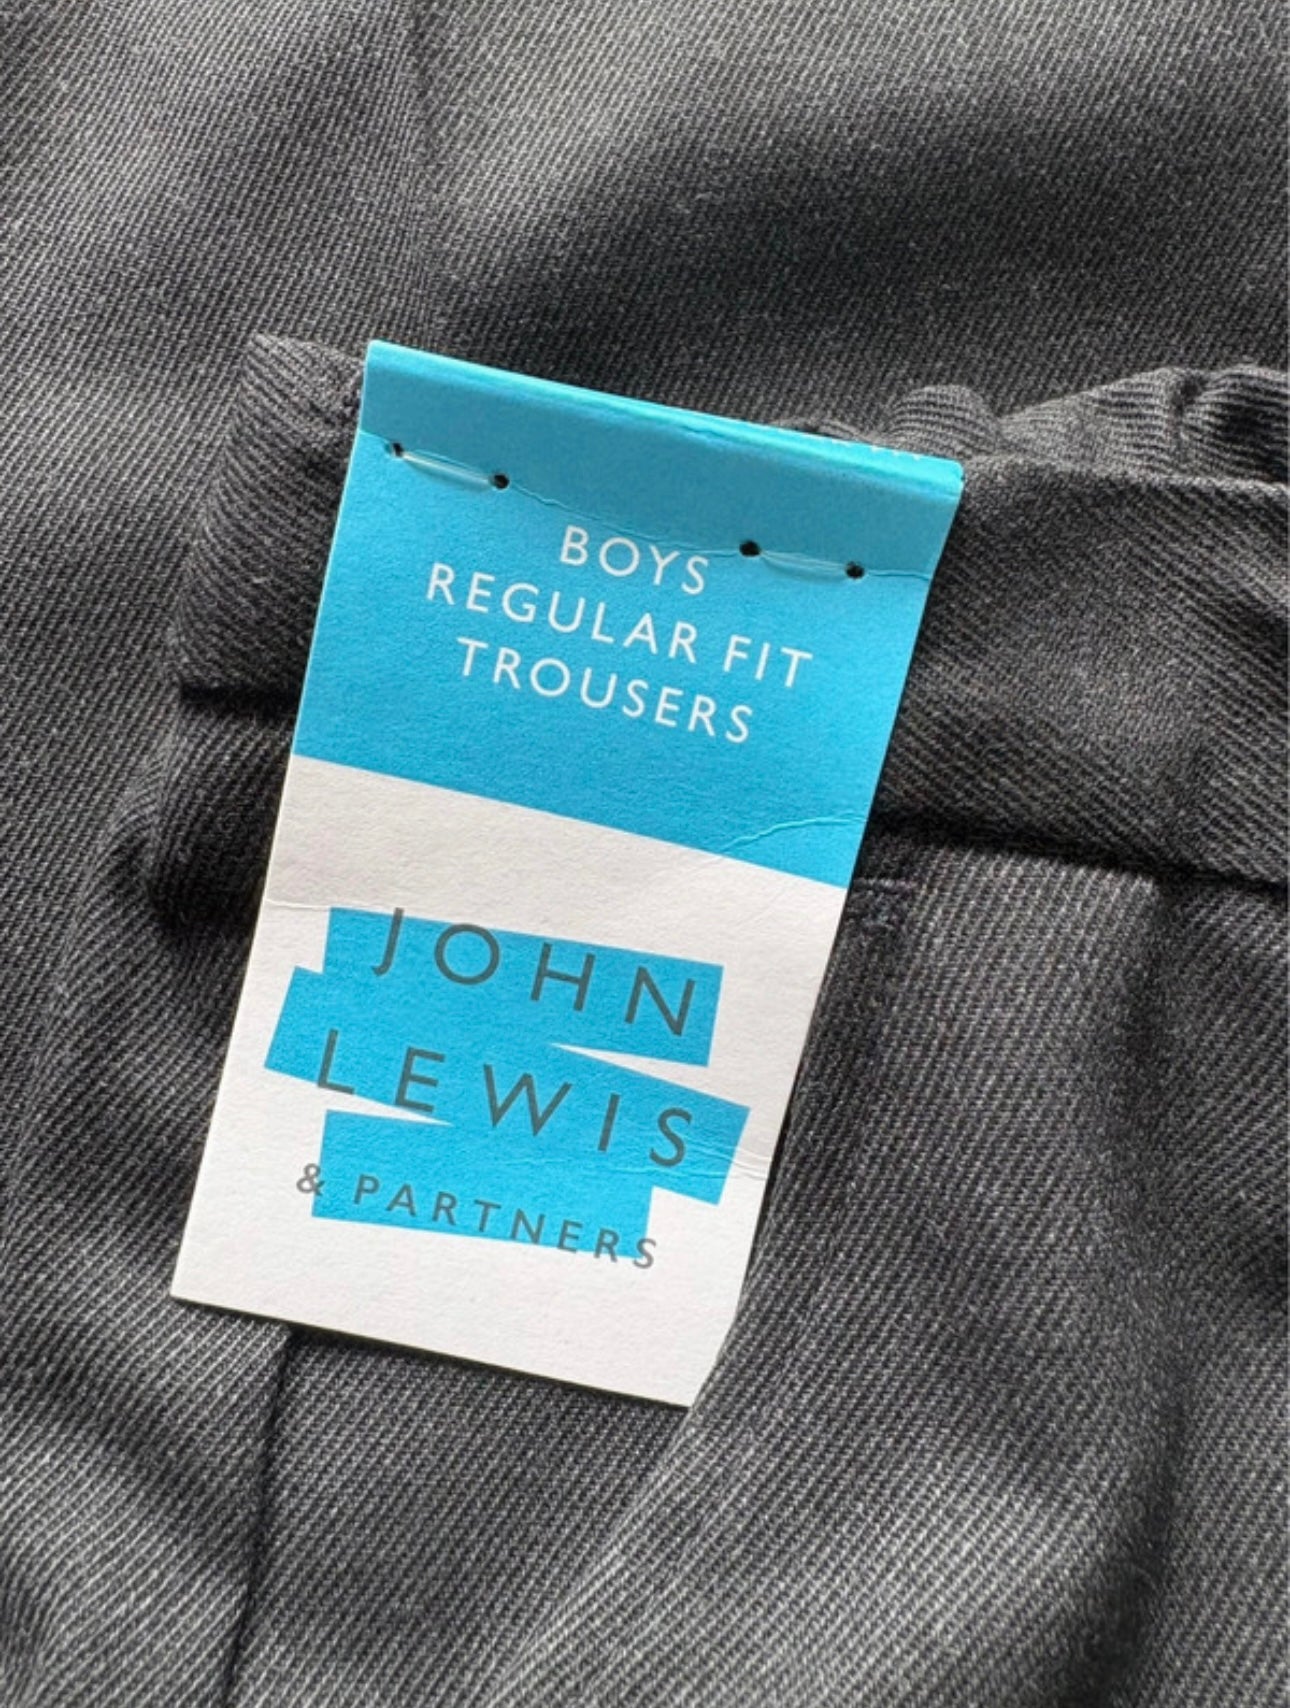 BOYS
REGULAR FIT
TROUSERS
JOHN
LEWIS
& PARTNERS